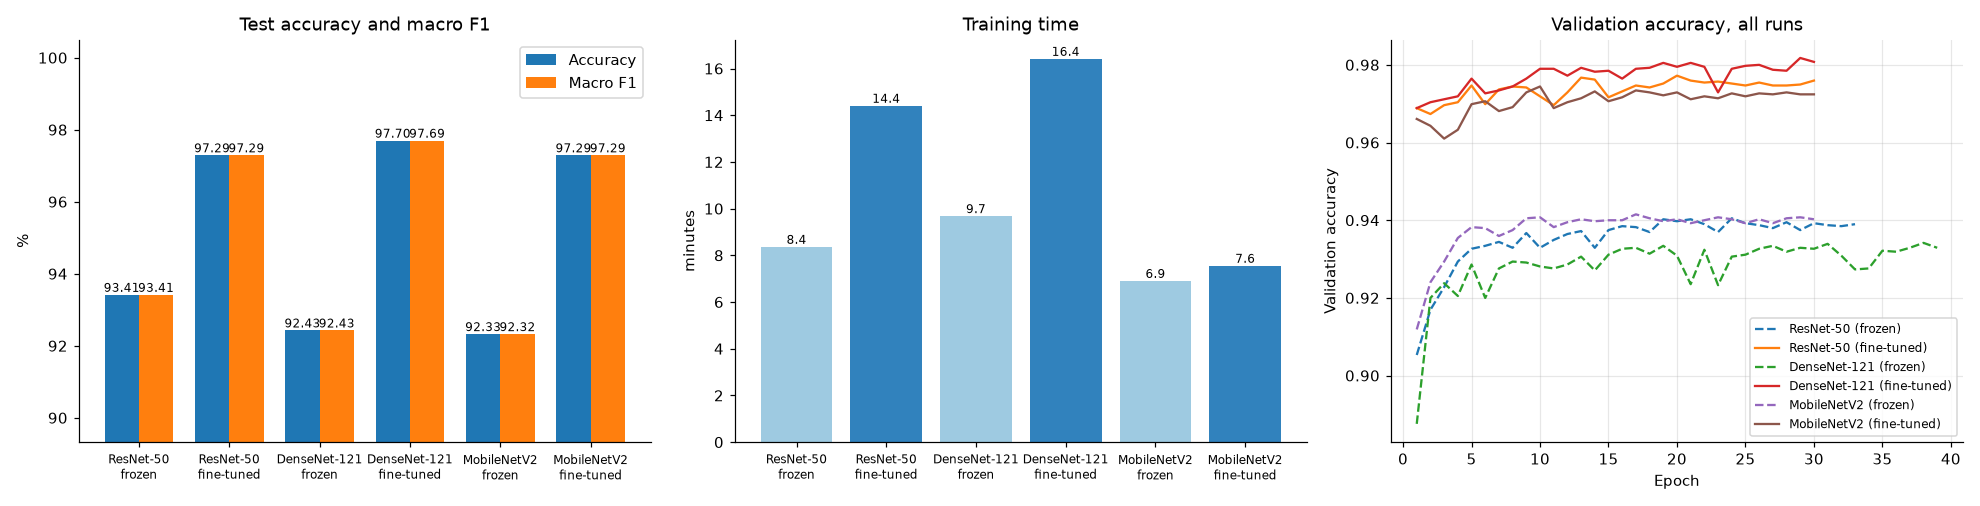 Test accuracy and macro F1
Accuracy
Macro F1
%
100
98
96
94
92
90
93.41 93.41
97.29 97.29
92.43 92.43
97.70 97.69
92.33 92.32
97.29 97.29
ResNet-50
frozen
ResNet-50
fine-tuned
DenseNet-121
frozen
DenseNet-121
fine-tuned
MobileNetV2
frozen
MobileNetV2
fine-tuned
Training time
minutes
16
14
12
10
8
6
4
2
0
8.4
14.4
9.7
16.4
6.9
7.6
ResNet-50
frozen
ResNet-50
fine-tuned
DenseNet-121
frozen
DenseNet-121
fine-tuned
MobileNetV2
frozen
MobileNetV2
fine-tuned
Validation accuracy, all runs
Validation accuracy
0.98
0.96
0.94
0.92
0.90
ResNet-50 (frozen)
ResNet-50 (fine-tuned)
DenseNet-121 (frozen)
DenseNet-121 (fine-tuned)
MobileNetV2 (frozen)
MobileNetV2 (fine-tuned)
0 5 10 15 20 25 30 35 40
Epoch